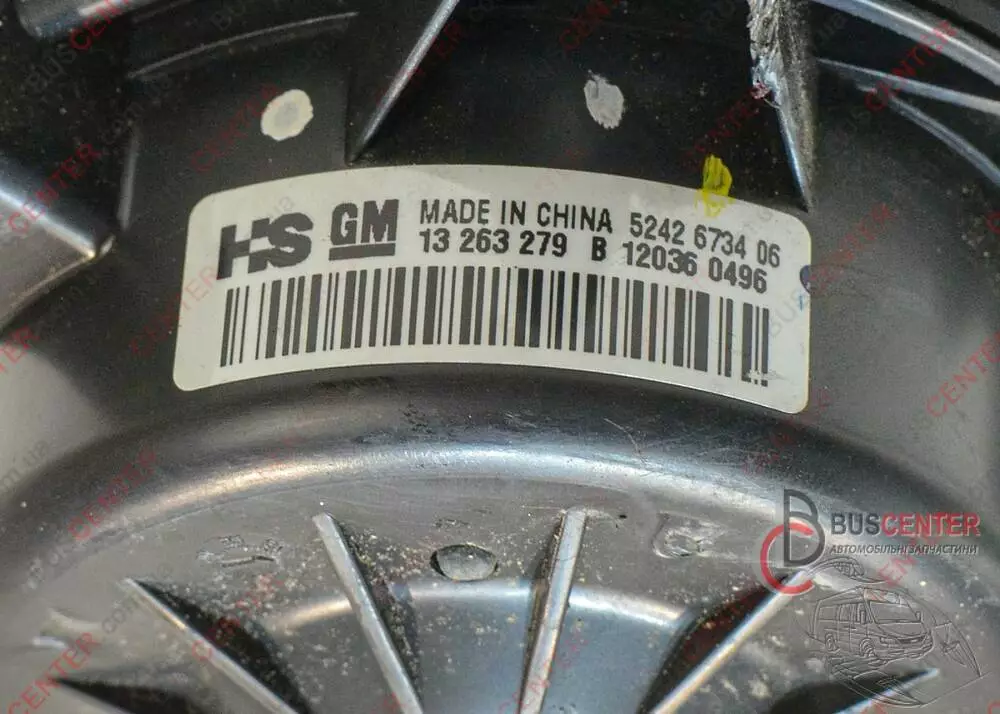 HS GM MADE IN CHINA 5242 6734 06
13 263 279 B 12036 0496
BUSCENTER
АВТОМОБІЛЬНІ ЗАПЧАСТИНИ